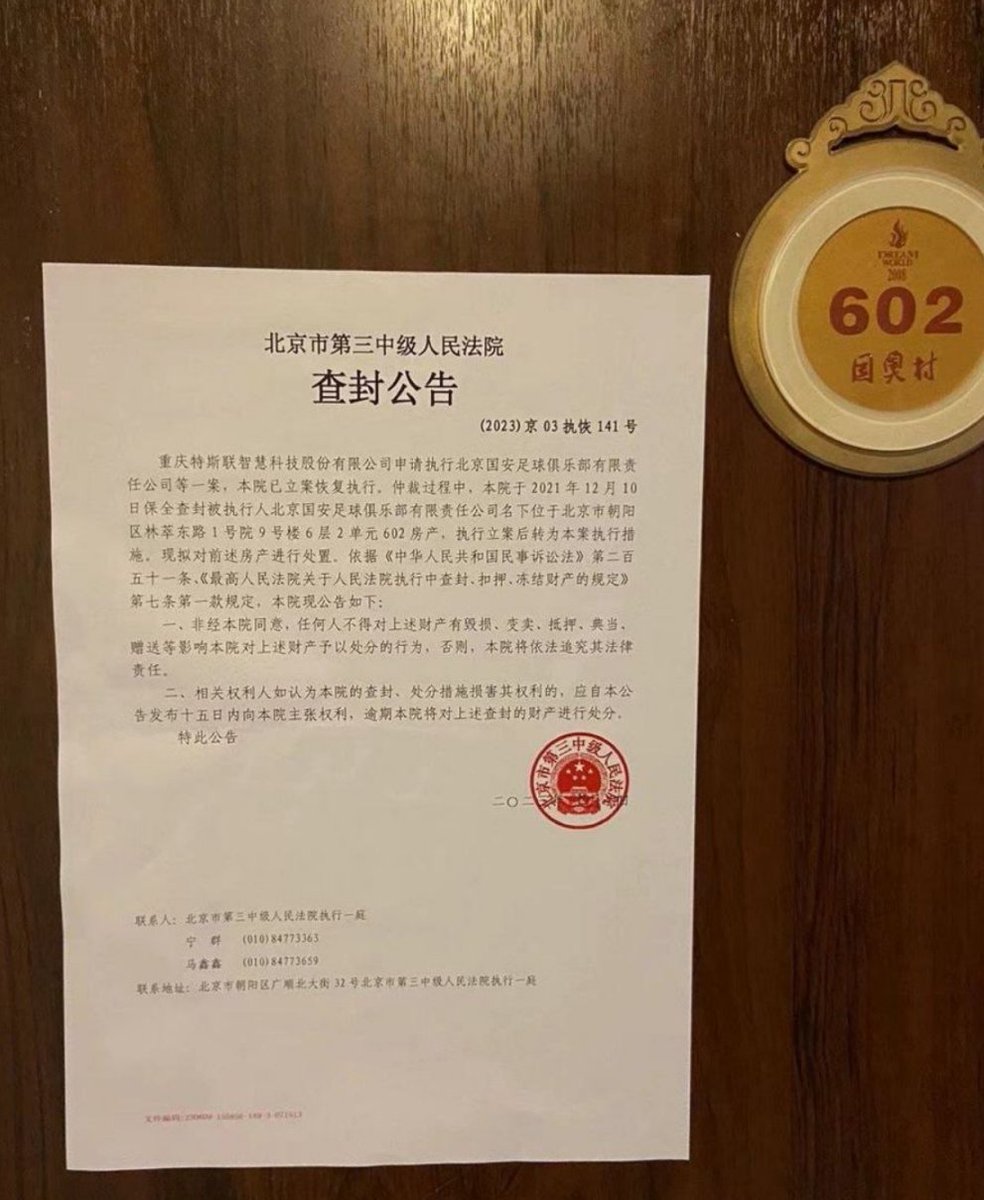 北京市第三中级人民法院
查封公告
(2023)京 03 执恢 141 号
重庆特斯联智慧科技股份有限公司申请执行北京国安足球俱乐部有限责
任公司等一案，本院已立案恢复执行。仲裁过程中，本院于 2021 年 12 月 10
日保全查封被执行人北京国安足球俱乐部有限责任公司名下位于北京市朝阳
区林萃东路 1 号院 9 号楼 6 层 2 单元 602 房产，执行立案后转为本案执行措
施。现拟对前述房产进行处置。依据《中华人民共和国民事诉讼法》第二百
五十一条、《最高人民法院关于人民法院执行中查封、扣押、冻结财产的规定》
第七条第一款规定，本院现公告如下：
一、非经本院同意，任何人不得对上述财产有毁损、变卖、抵押、典当、
赠送等影响本院对上述财产予以处分的行为，否则，本院将依法追究其法律
责任。
二、相关权利人如认为本院的查封、处分措施损害其权利的，应自本公
告发布十五日内向本院主张权利，逾期本院将对上述查封的财产进行处分。
特此公告
北京市第三中级人民法院
二〇二
联系人：北京市第三中级人民法院执行一庭
宁 群 (010)84773363
马鑫鑫 (010)84773659
联系地址：北京市朝阳区广顺北大街 32 号北京市第三中级人民法院执行一庭
文件编码:
DREAM
WORLD
2008
602
国奥村